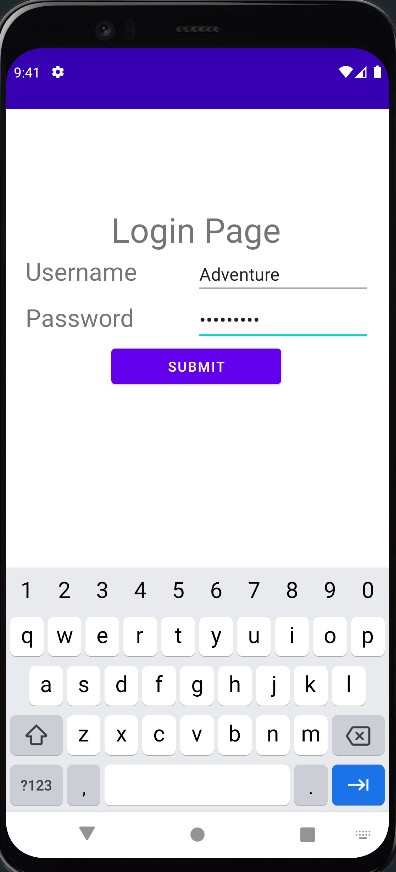 9:41
Login Page
Username Adventure
Password •••••••••
SUBMIT
1 2 3 4 5 6 7 8 9 0
q w e r t y u i o p
a s d f g h j k l
z x c v b n m
?123 , .